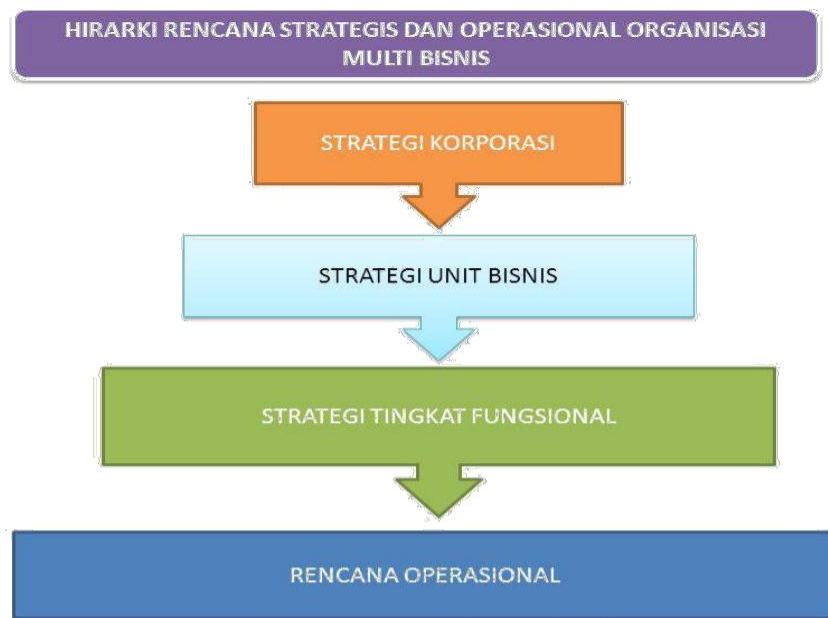 HIRARKI RENCANA STRATEGIS DAN OPERASIONAL ORGANISASI
MULTI BISNIS
STRATEGI KORPORASI
STRATEGI UNIT BISNIS
STRATEGI TINGKAT FUNGSIONAL
RENCANA OPERASIONAL